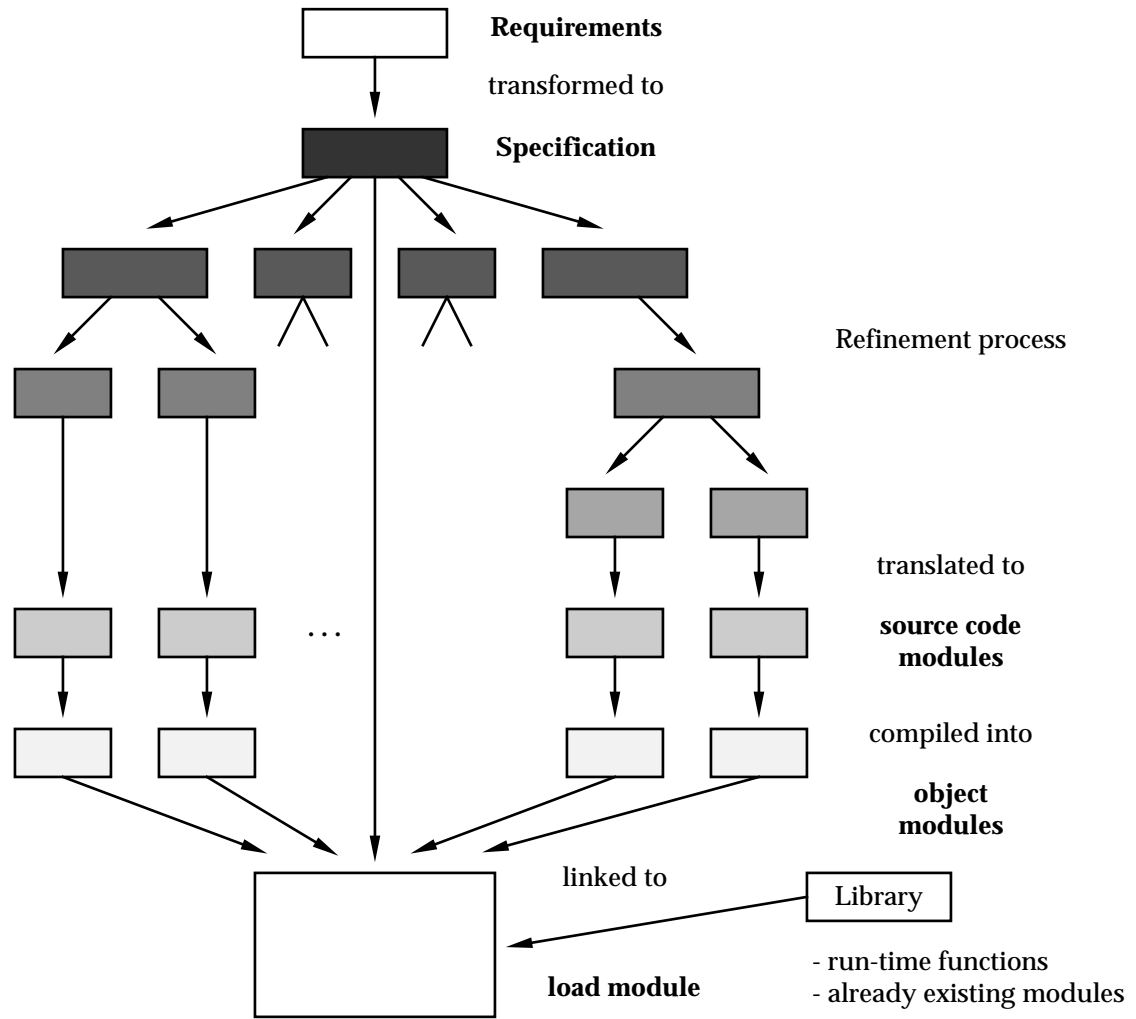 Requirements
transformed to
Specification
Refinement process
translated to
...
source code
modules
compiled into
object
modules
linked to
Library
load module
- run-time functions
- already existing modules